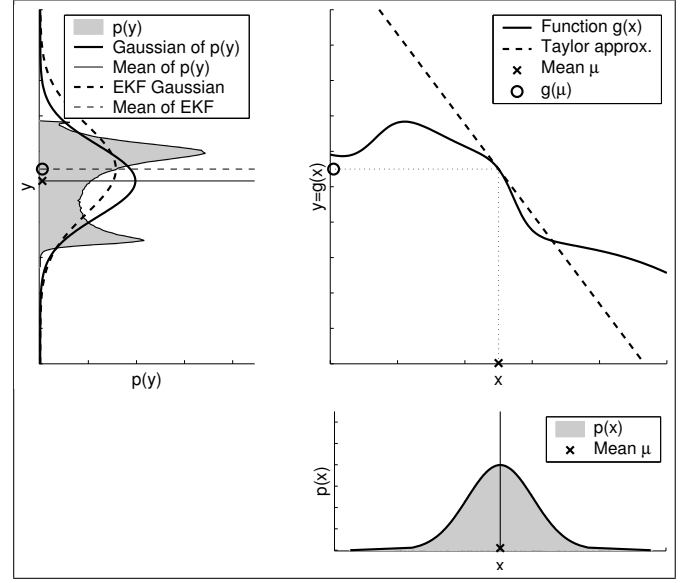 p(y)
Gaussian of p(y)
Mean of p(y)
EKF Gaussian
Mean of EKF
y
p(y)
Function g(x)
Taylor approx.
Mean μ
g(μ)
y=g(x)
x
p(x)
Mean μ
p(x)
x